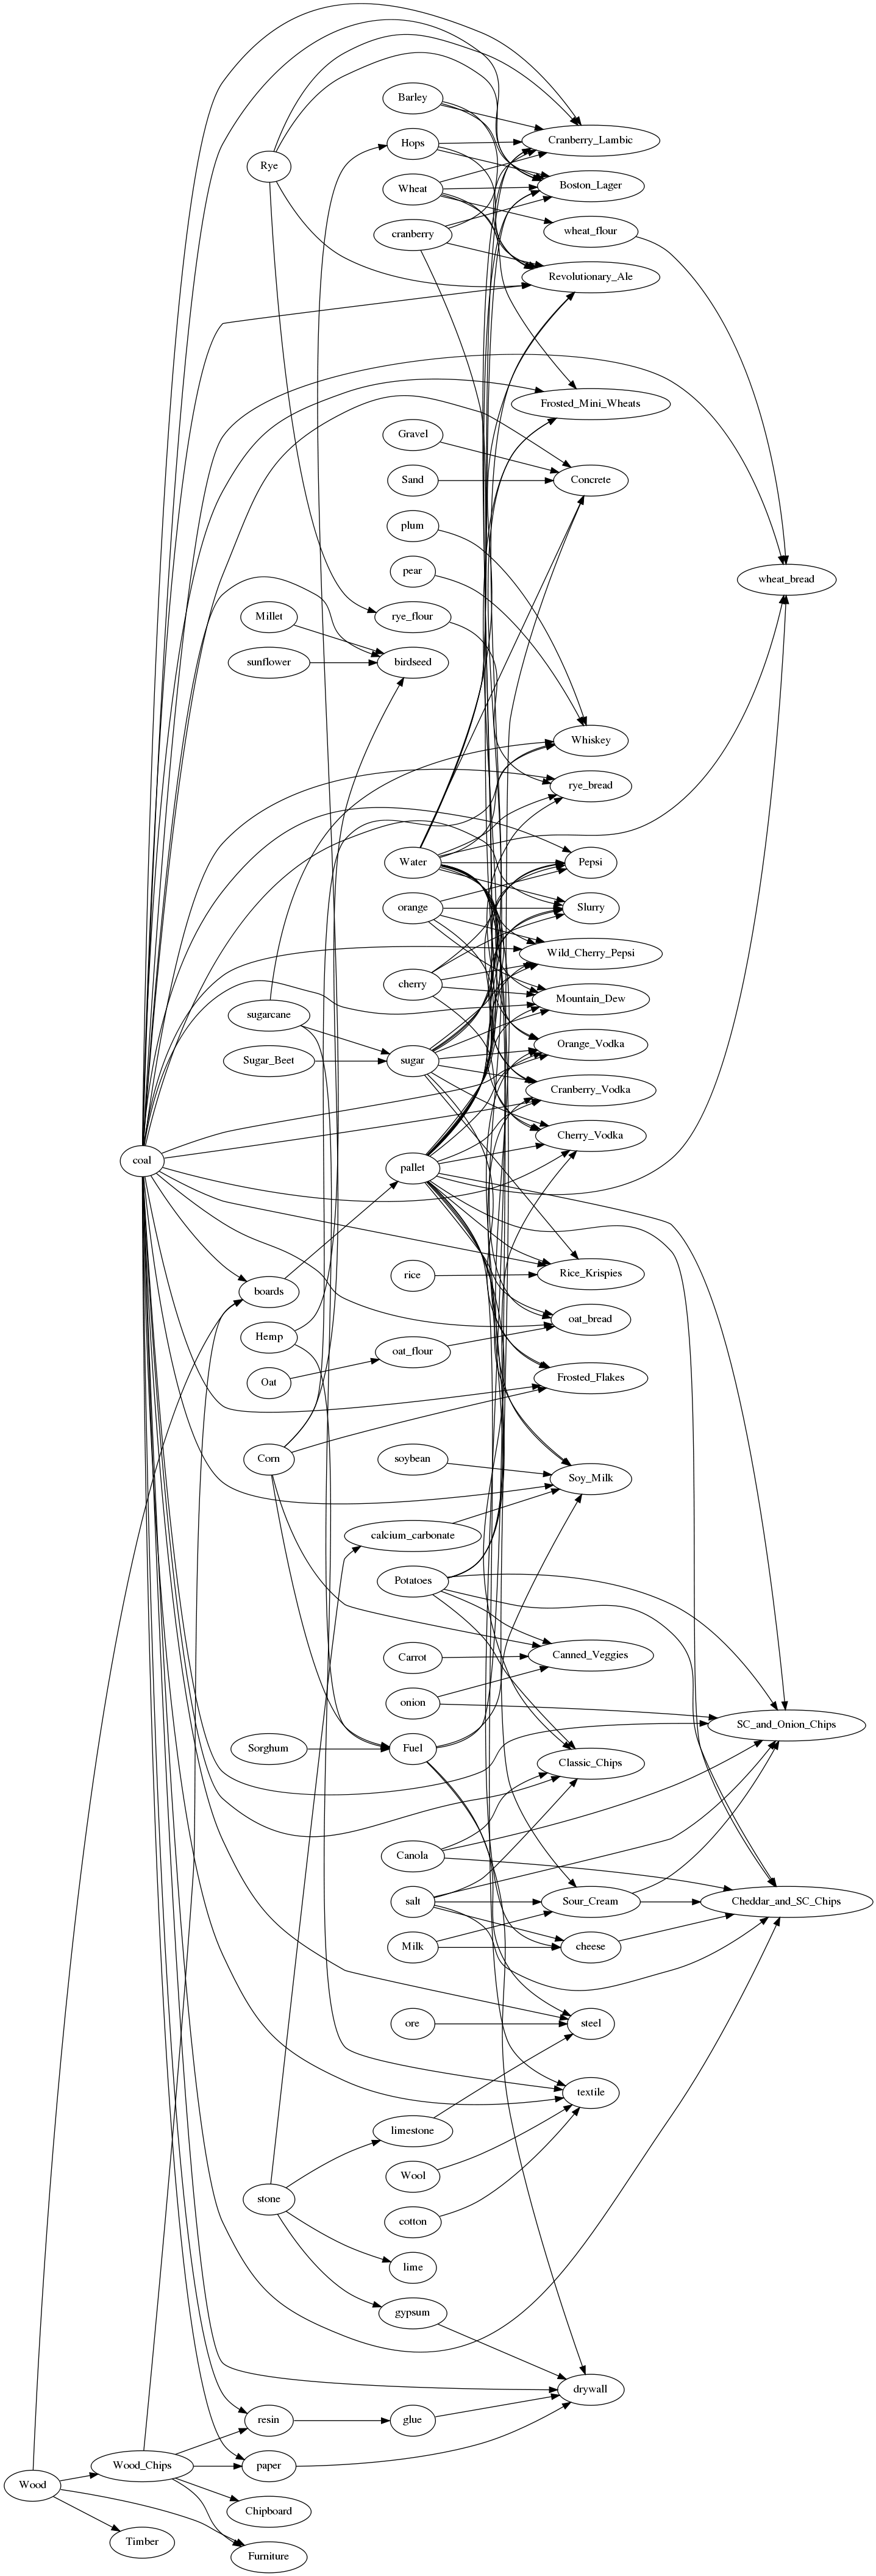 Barley
Cranberry_Lambic
Hops
Rye
Boston_Lager
Wheat
wheat_flour
cranberry
Revolutionary_Ale
Frosted_Mini_Wheats
Gravel
Concrete
Sand
plum
pear
wheat_bread
Millet
rye_flour
sunflower
birdseed
Whiskey
rye_bread
Water
Pepsi
orange
Slurry
Wild_Cherry_Pepsi
cherry
Mountain_Dew
sugarcane
Orange_Vodka
Sugar_Beet
sugar
Cranberry_Vodka
Cherry_Vodka
coal
pallet
rice
Rice_Krispies
boards
oat_bread
Hemp
oat_flour
Oat
Frosted_Flakes
Corn
soybean
Soy_Milk
calcium_carbonate
Potatoes
Canned_Veggies
Carrot
onion
SC_and_Onion_Chips
Sorghum
Fuel
Classic_Chips
Canola
salt
Sour_Cream
Cheddar_and_SC_Chips
Milk
cheese
ore
steel
textile
limestone
Wool
stone
cotton
lime
gypsum
drywall
resin
glue
Wood_Chips
paper
Wood
Chipboard
Timber
Furniture